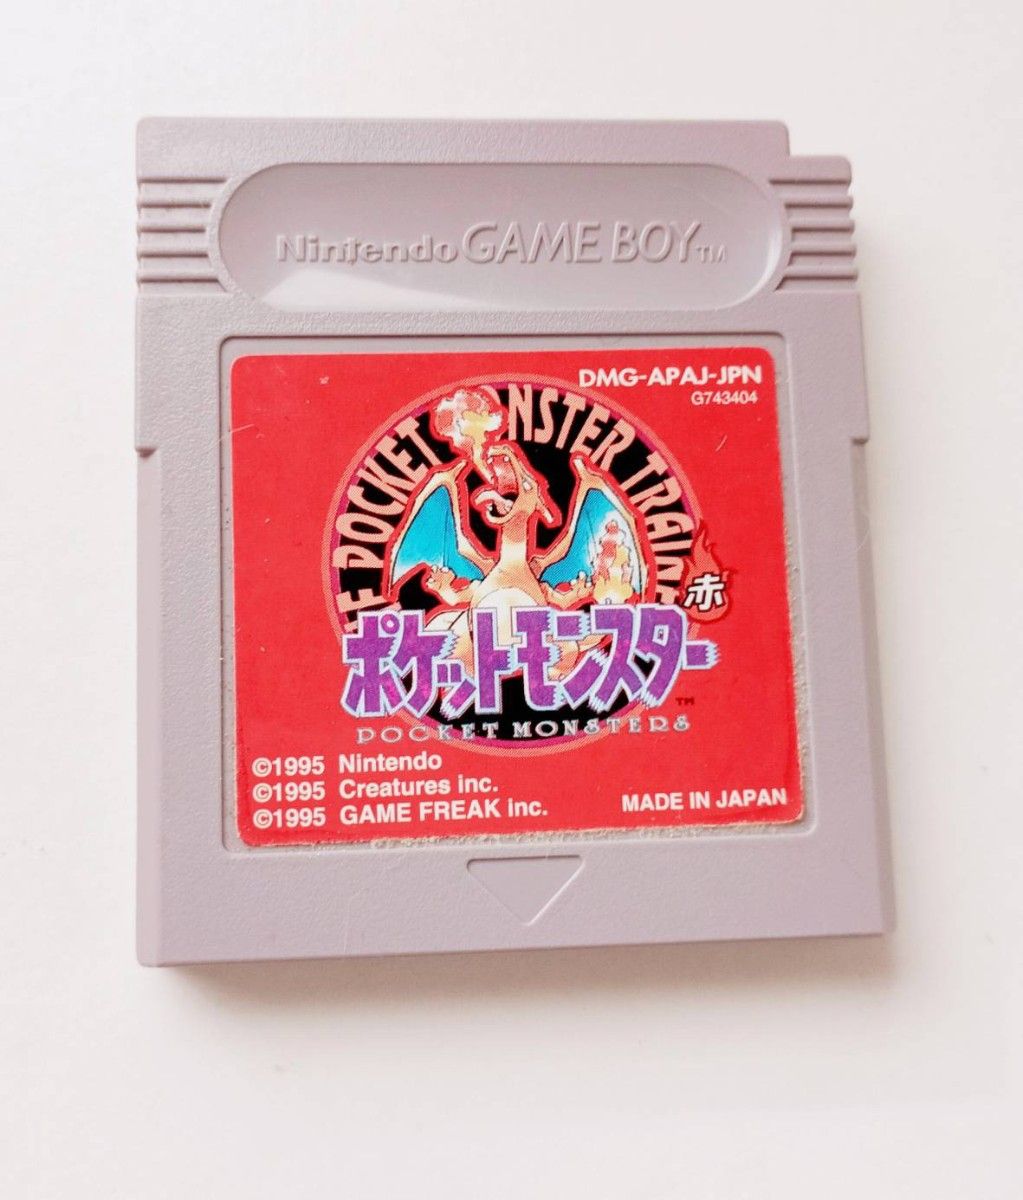 Nintendo GAME BOY™
DMG-APAJ-JPN
G743404
POCKET MONSTER
赤
ポケットモンスター
™
POCKET MONSTERS
©1995 Nintendo
©1995 Creatures inc.
©1995 GAME FREAK inc.
MADE IN JAPAN